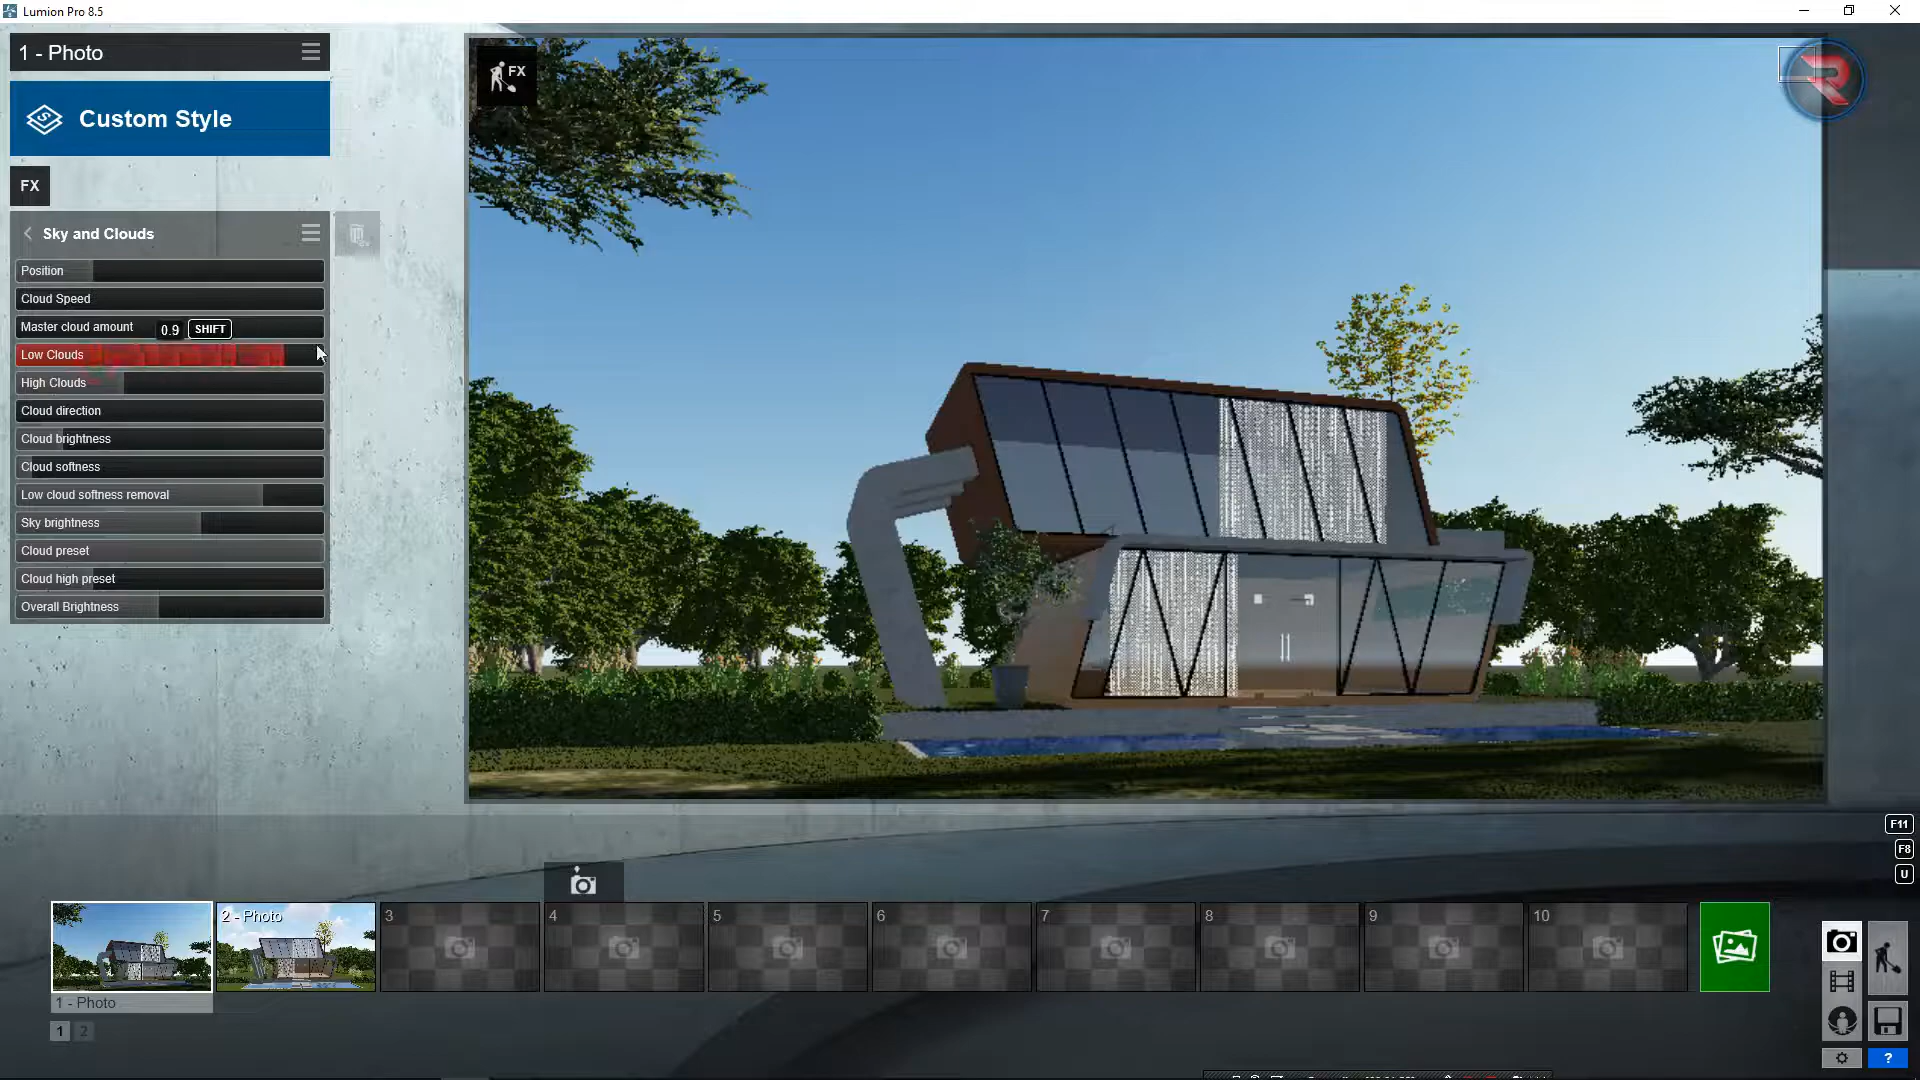 Lumion Pro 8.5
1 - Photo
Custom Style
FX
Sky and Clouds
Position
Cloud Speed
Master cloud amount
0.9 SHIFT
Low Clouds
High Clouds
Cloud direction
Cloud brightness
Cloud softness
Low cloud softness removal
Sky brightness
Cloud preset
Cloud high preset
Overall Brightness
FX
R
F11
F8
U
2 - Photo
3
4
5
6
7
8
9
10
1 - Photo
1
2
?